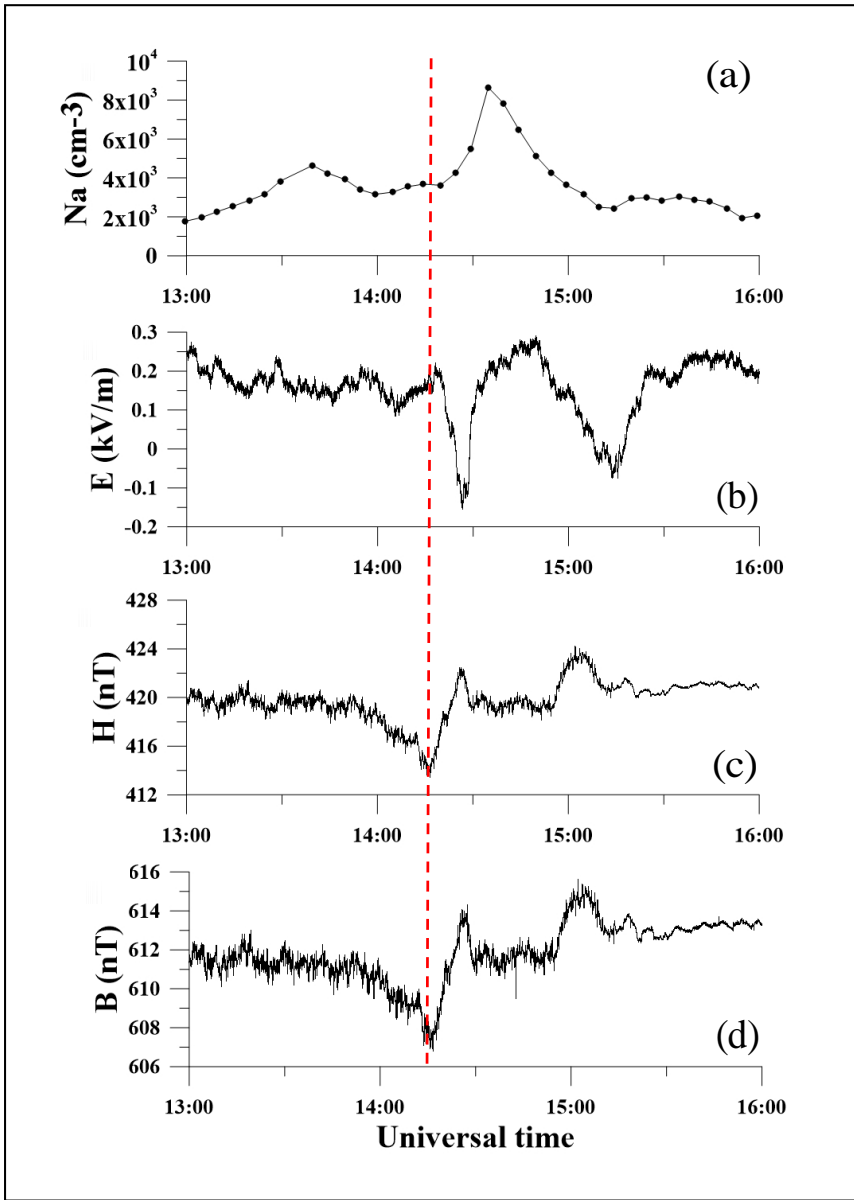 (a)
Na (cm-3)
10⁴
8x10³
6x10³
4x10³
2x10³
0
13:00 14:00 15:00 16:00
(b)
E (kV/m)
0.3
0.2
0.1
0
-0.1
-0.2
13:00 14:00 15:00 16:00
(c)
H (nT)
428
424
420
416
412
13:00 14:00 15:00 16:00
(d)
B (nT)
616
614
612
610
608
606
13:00 14:00 15:00 16:00
Universal time